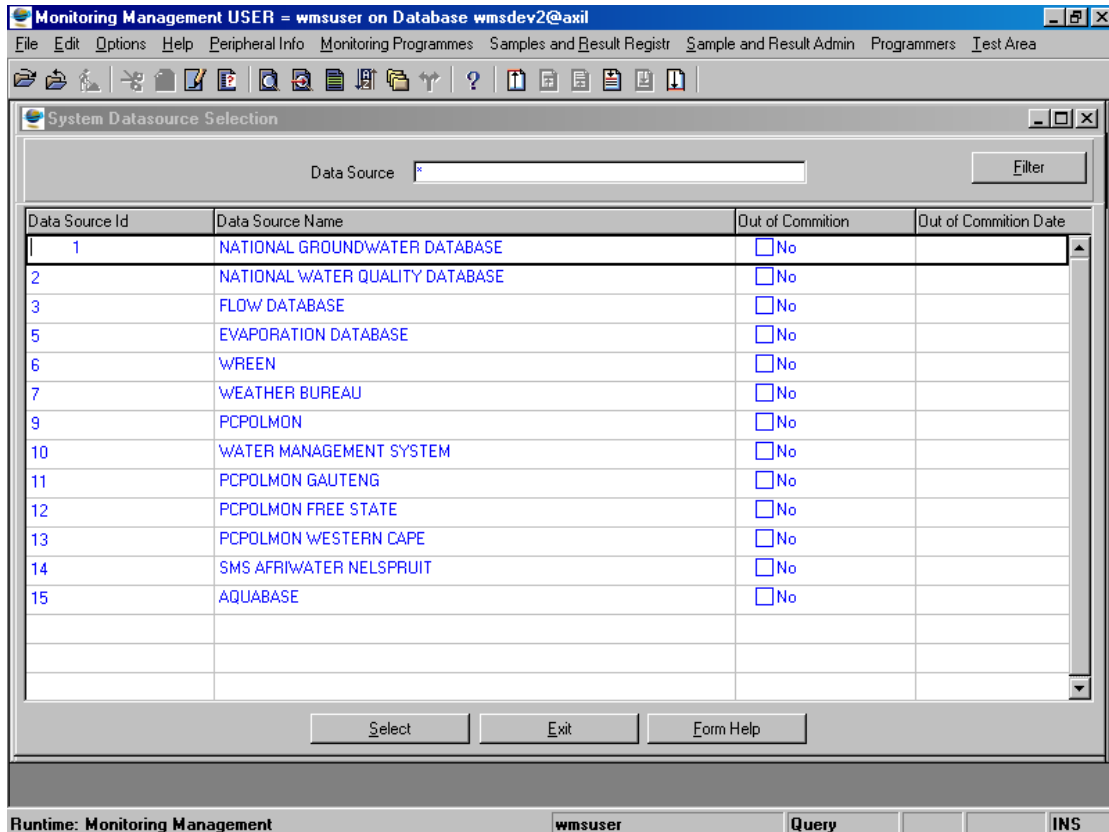 Monitoring Management USER = wmsuser on Database wmsdev2@axil
File Edit Options Help Peripheral Info Monitoring Programmes Samples and Result Registr Sample and Result Admin Programmers Test Area
System Datasource Selection
Data Source * Filter
Data Source Id Data Source Name Out of Commition Out of Commition Date
1 NATIONAL GROUNDWATER DATABASE No
2 NATIONAL WATER QUALITY DATABASE No
3 FLOW DATABASE No
5 EVAPORATION DATABASE No
6 WREEN No
7 WEATHER BUREAU No
9 PCPOLMON No
10 WATER MANAGEMENT SYSTEM No
11 PCPOLMON GAUTENG No
12 PCPOLMON FREE STATE No
13 PCPOLMON WESTERN CAPE No
14 SMS AFRIWATER NELSPRUIT No
15 AQUABASE No
Select Exit Form Help
Runtime: Monitoring Management wmsuser Query INS